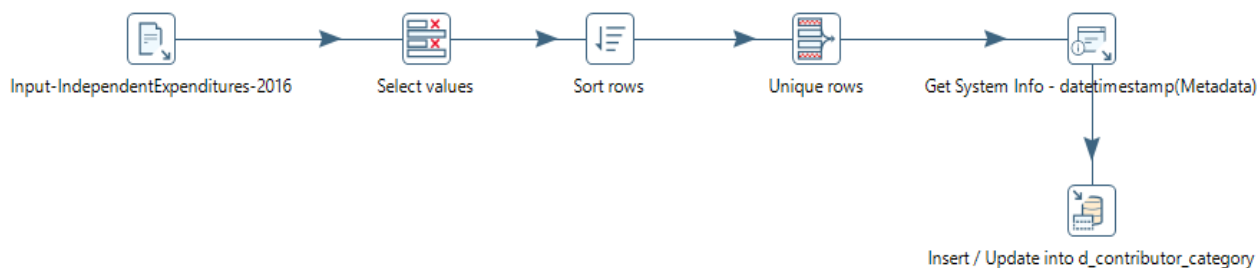 Input-IndependentExpenditures-2016
Select values
Sort rows
Unique rows
Get System Info - datetimestamp(Metadata)
Insert / Update into d_contributor_category